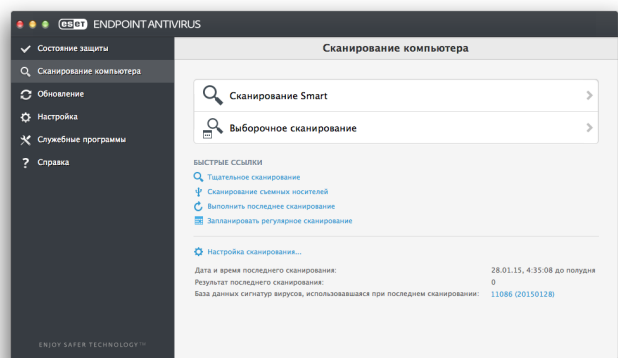 eset ENDPOINT ANTIVIRUS
Состояние защиты
Сканирование компьютера
Обновление
Настройка
Служебные программы
Справка
ENJOY SAFER TECHNOLOGY™
Сканирование компьютера
Сканирование Smart
Выборочное сканирование
БЫСТРЫЕ ССЫЛКИ
Тщательное сканирование
Сканирование съемных носителей
Выполнить последнее сканирование
Запланировать регулярное сканирование
Настройка сканирования...
Дата и время последнего сканирования: 28.01.15, 4:35:08 до полудня
Результат последнего сканирования: 0
База данных сигнатур вирусов, использовавшаяся при последнем сканировании: 11086 (20150128)